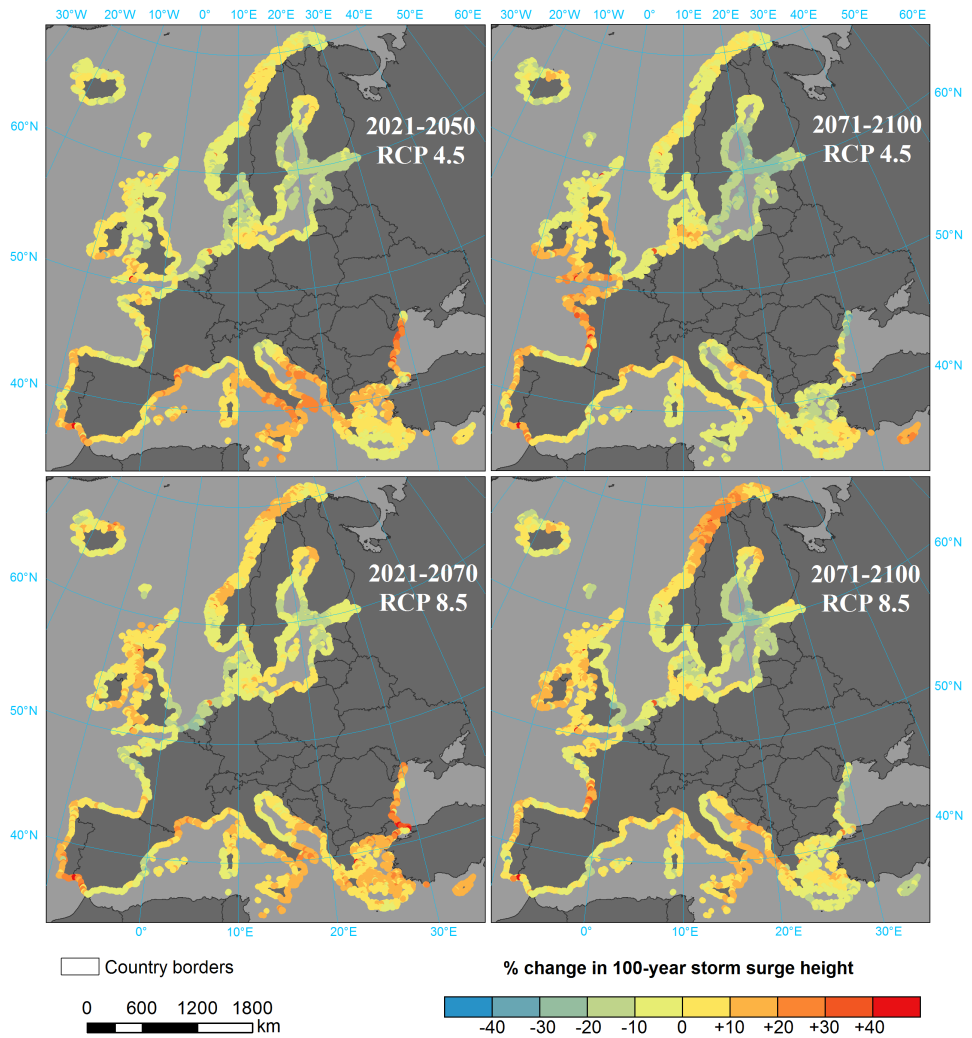 30°W 20°W 10°W 0° 10°E 20°E 30°E 40°E 50°E 60°E
30°W 20°W 10°W 0° 10°E 20°E 30°E 40°E 50°E 60°E
60°N
50°N
40°N
2021-2050
RCP 4.5
2071-2100
RCP 4.5
60°N
50°N
40°N
60°N
50°N
40°N
2021-2070
RCP 8.5
2071-2100
RCP 8.5
60°N
50°N
40°N
0° 10°E 20°E 30°E
0° 10°E 20°E 30°E
Country borders
0 600 1200 1800
km
% change in 100-year storm surge height
-40 -30 -20 -10 0 +10 +20 +30 +40